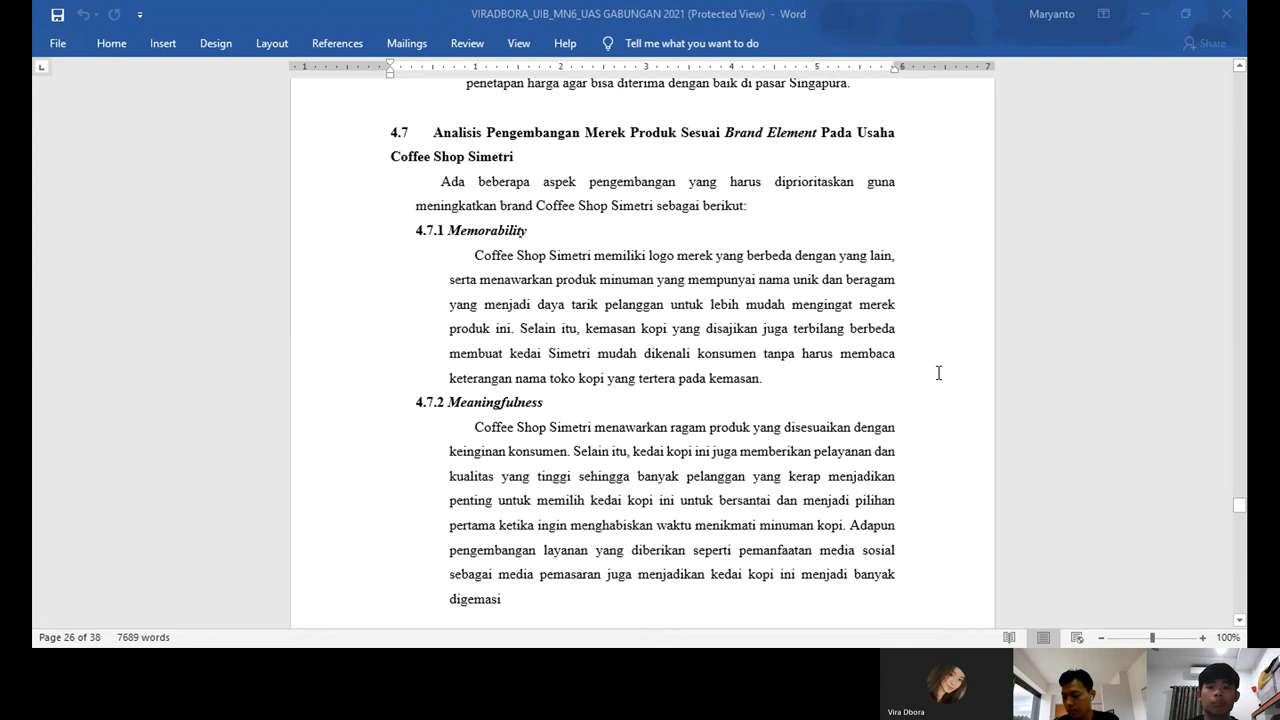 VIRADBORA_UIB_MN6_UAS GABUNGAN 2021 (Protected View) - Word
Maryanto
File Home Insert Design Layout References Mailings Review View Help Tell me what you want to do Share
1 1 2 3 4 5 6 7
penetapan harga agar bisa diterima dengan baik di pasar Singapura.
4.7 Analisis Pengembangan Merek Produk Sesuai Brand Element Pada Usaha
Coffee Shop Simetri
Ada beberapa aspek pengembangan yang harus diprioritaskan guna
meningkatkan brand Coffee Shop Simetri sebagai berikut:
4.7.1 Memorability
Coffee Shop Simetri memiliki logo merek yang berbeda dengan yang lain,
serta menawarkan produk minuman yang mempunyai nama unik dan beragam
yang menjadi daya tarik pelanggan untuk lebih mudah mengingat merek
produk ini. Selain itu, kemasan kopi yang disajikan juga terbilang berbeda
membuat kedai Simetri mudah dikenali konsumen tanpa harus membaca
keterangan nama toko kopi yang tertera pada kemasan.
4.7.2 Meaningfulness
Coffee Shop Simetri menawarkan ragam produk yang disesuaikan dengan
keinginan konsumen. Selain itu, kedai kopi ini juga memberikan pelayanan dan
kualitas yang tinggi sehingga banyak pelanggan yang kerap menjadikan
penting untuk memilih kedai kopi ini untuk bersantai dan menjadi pilihan
pertama ketika ingin menghabiskan waktu menikmati minuman kopi. Adapun
pengembangan layanan yang diberikan seperti pemanfaatan media sosial
sebagai media pemasaran juga menjadikan kedai kopi ini menjadi banyak
digemasi
Page 26 of 38 7689 words 100%
Vira Dbora